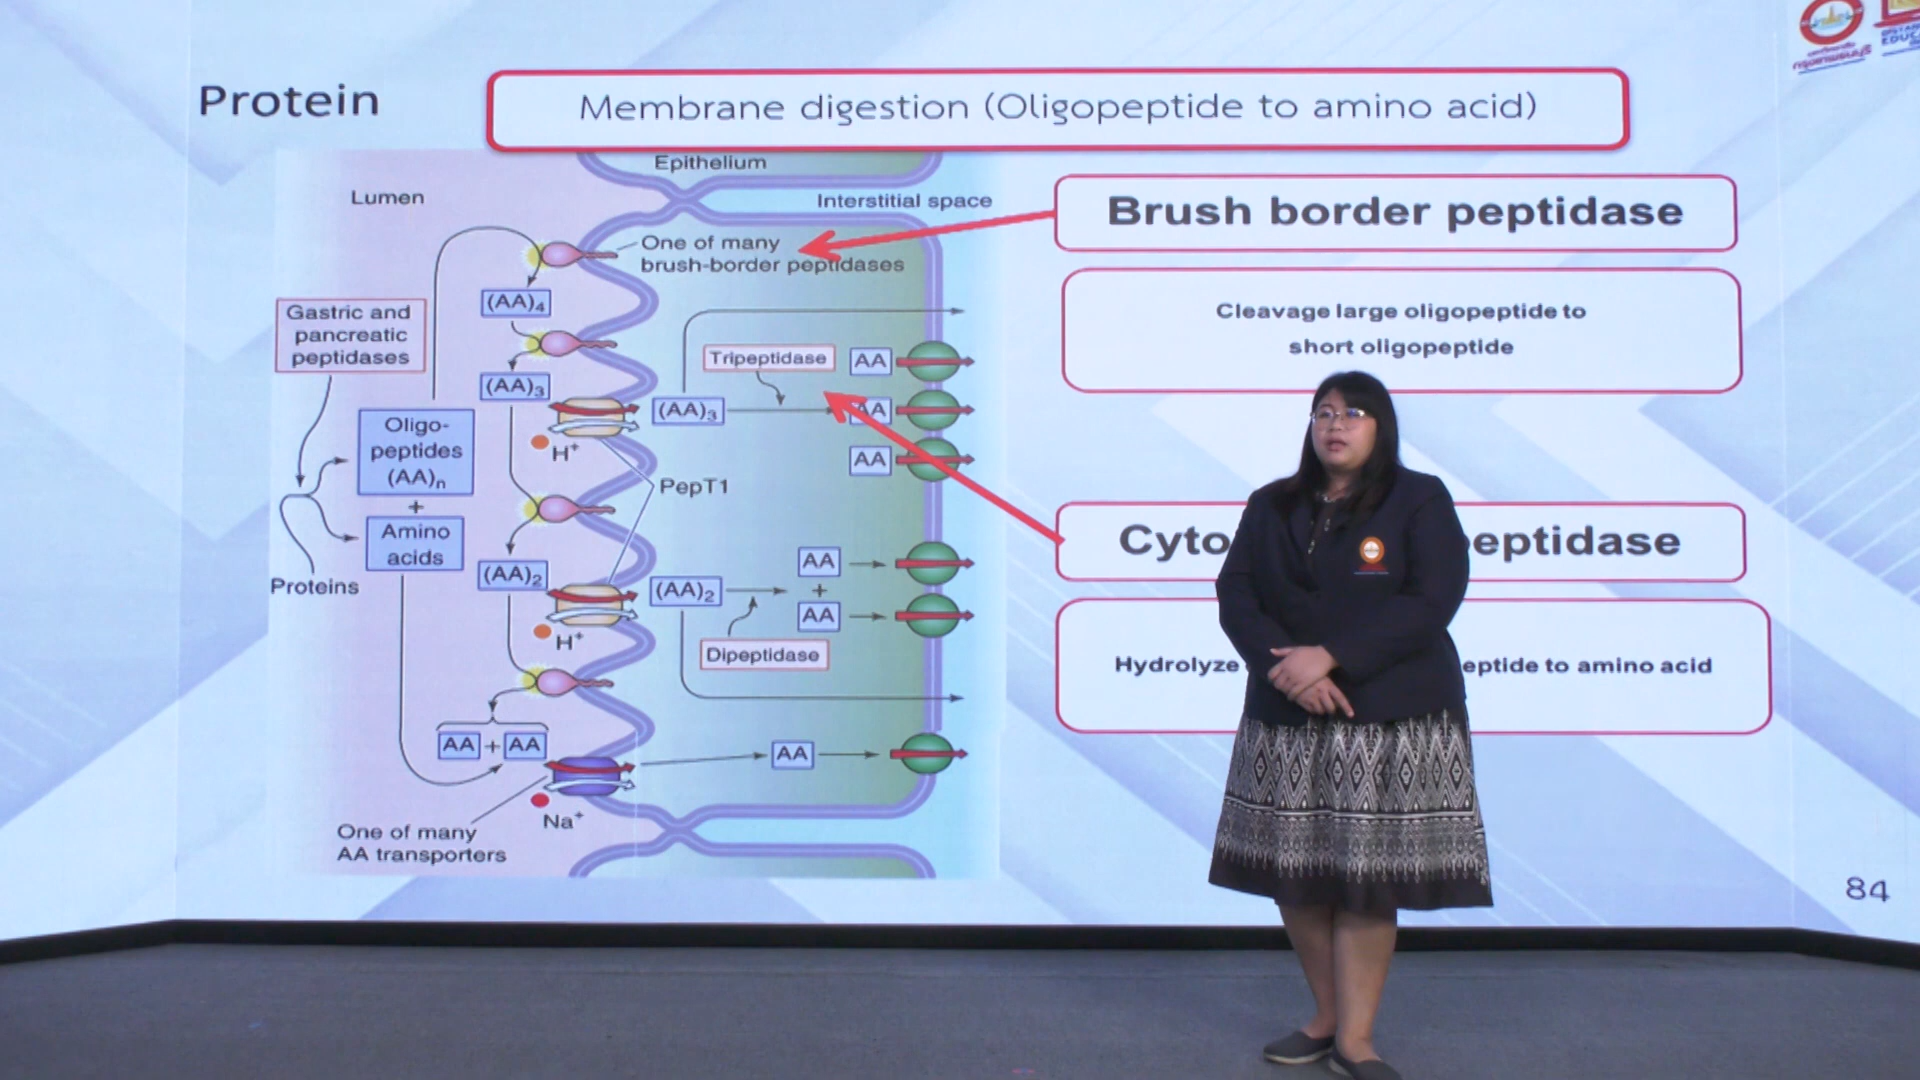 Protein
Membrane digestion (Oligopeptide to amino acid)
Epithelium
Lumen
Interstitial space
Brush border peptidase
One of many
brush-border peptidases
Cleavage large oligopeptide to
short oligopeptide
(AA)4
Gastric and
pancreatic
peptidases
Tripeptidase
AA
(AA)3
(AA)3
AA
Oligo-
peptides
(AA)n
+
Amino
acids
H+
AA
PepT1
Proteins
(AA)2
(AA)2
AA
+
AA
H+
Dipeptidase
Cyto
eptidase
Hydrolyze
eptide to amino acid
AA + AA
AA
Na+
One of many
AA transporters
84